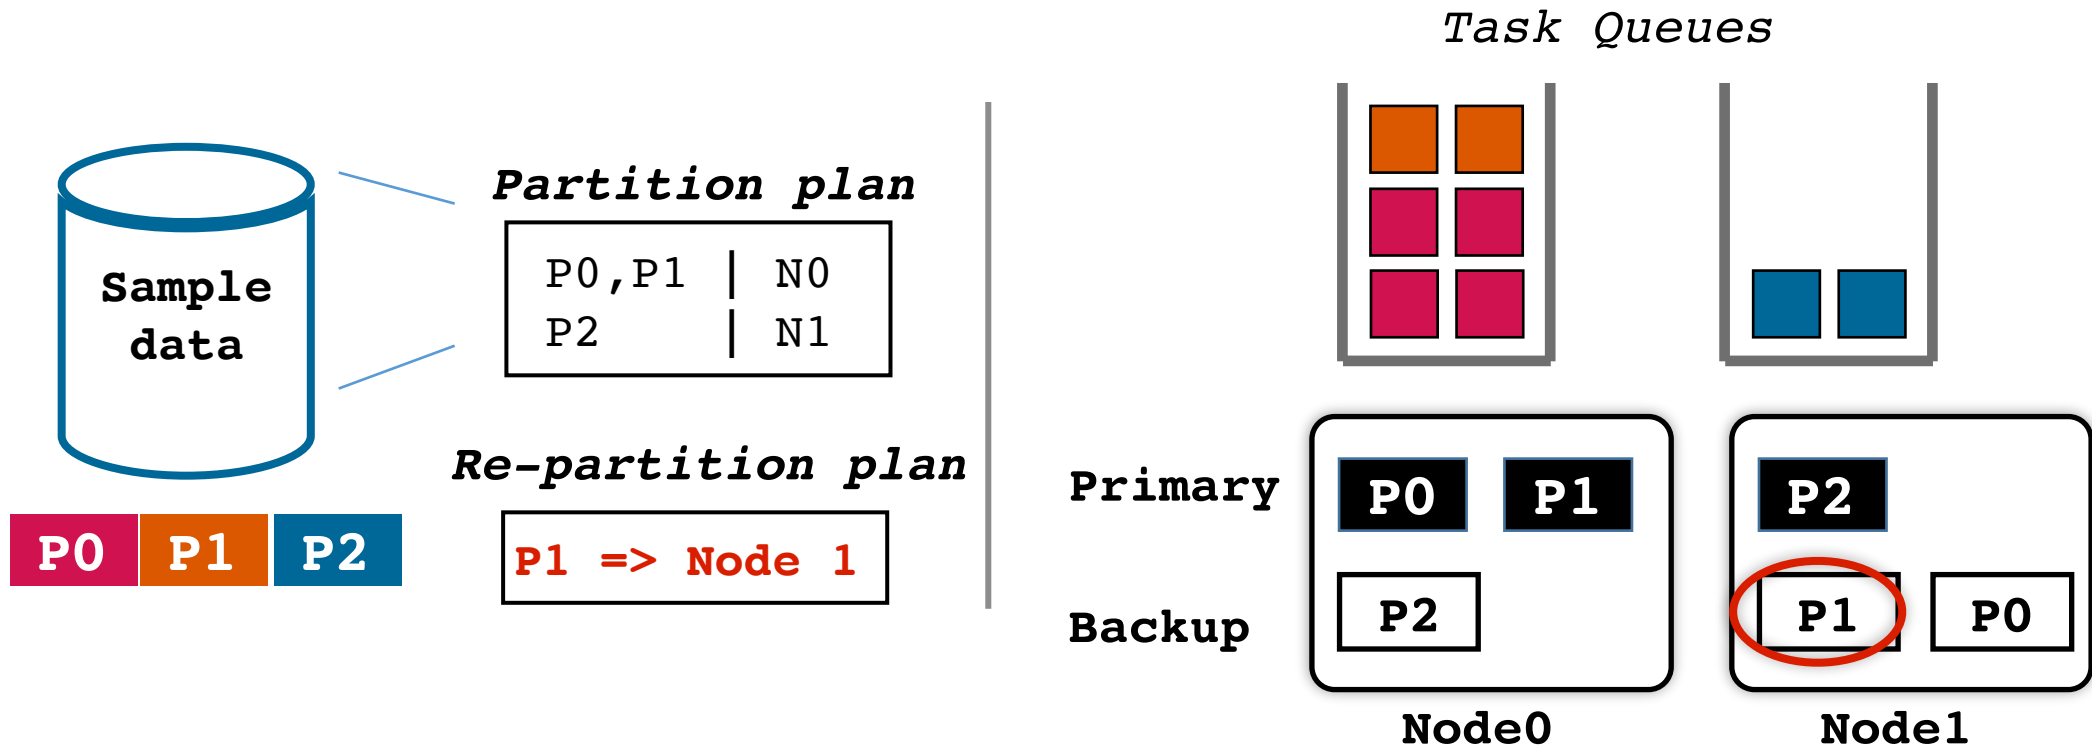 Task Queues
Sample
data
P0 P1 P2
Partition plan
P0,P1 | N0
P2 | N1
Re-partition plan
P1 => Node 1
Primary
P0 P1
P2
Backup
P2
P1 P0
Node0
Node1